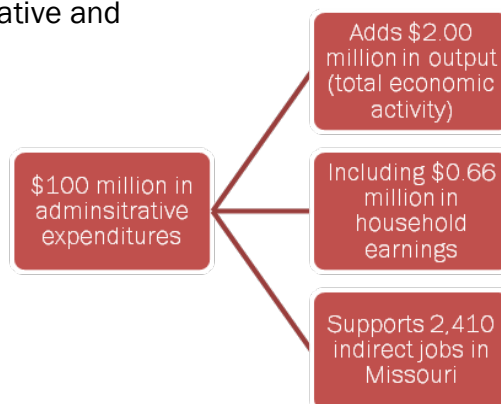 ative and
$100 million in
adminsitrative
expenditures
Adds $2.00
million in output
(total economic
activity)
Including $0.66
million in
household
earnings
Supports 2,410
indirect jobs in
Missouri